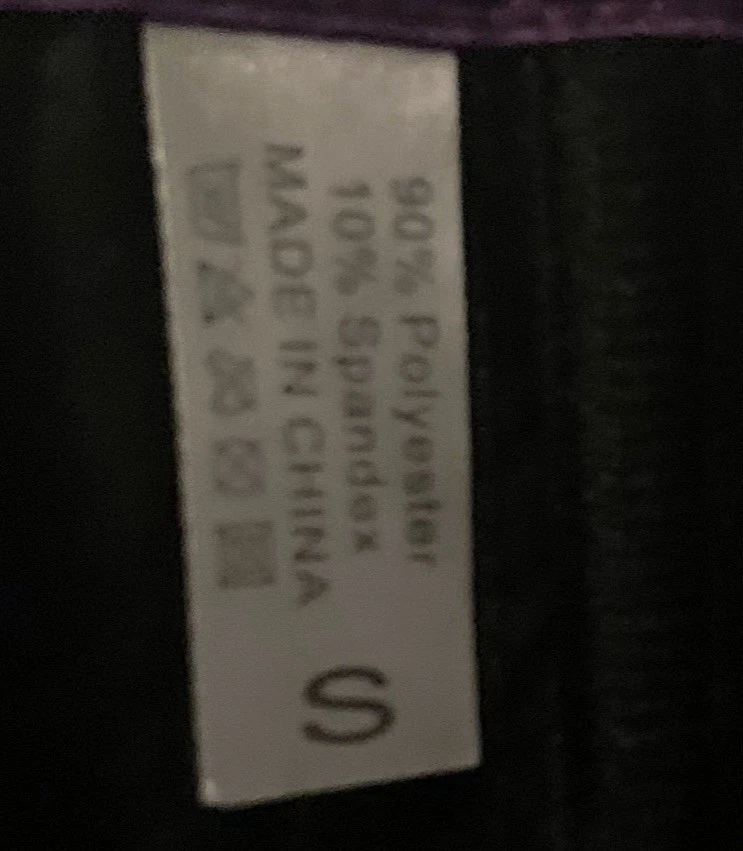 90% Polyester
10% Spandex
MADE IN CHINA
S